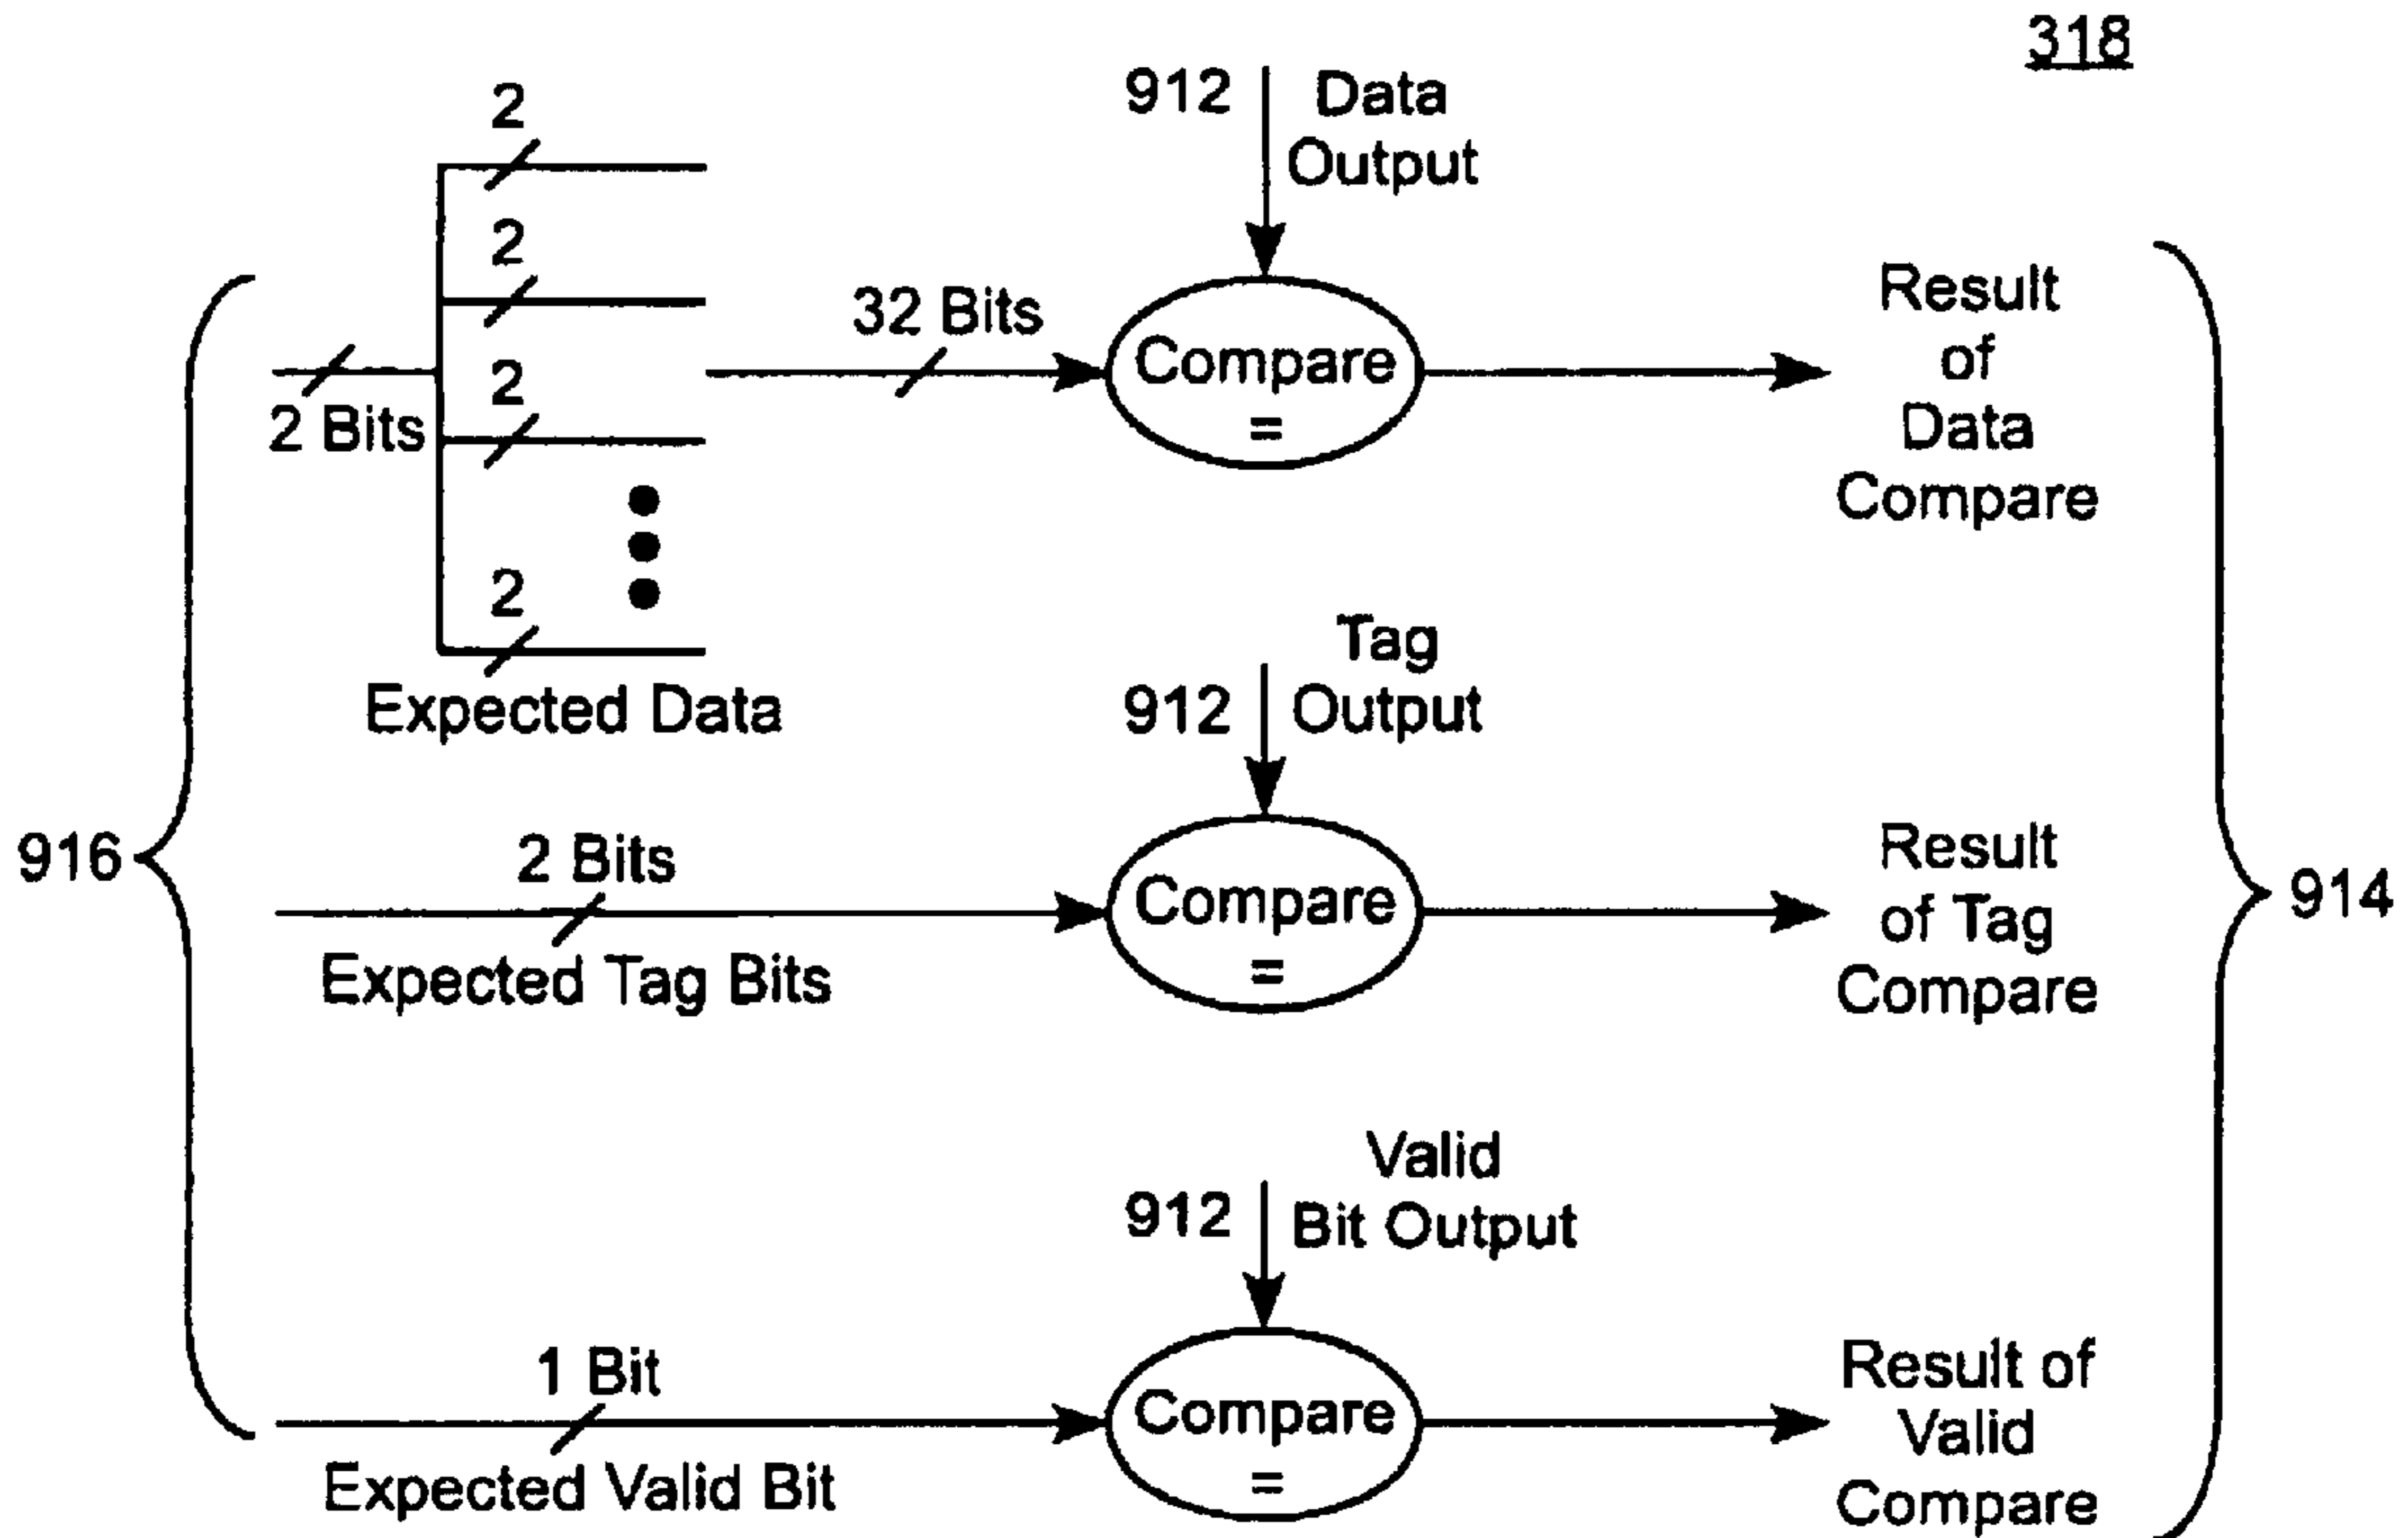 318
912
Data
Output
2
2
2
2
2 Bits
32 Bits
Compare
=
Result
of
Data
Compare
Expected Data
912
Tag
Output
916
2 Bits
Expected Tag Bits
Compare
=
Result
of Tag
Compare
914
912
Valid
Bit Output
1 Bit
Expected Valid Bit
Compare
=
Result of
Valid
Compare